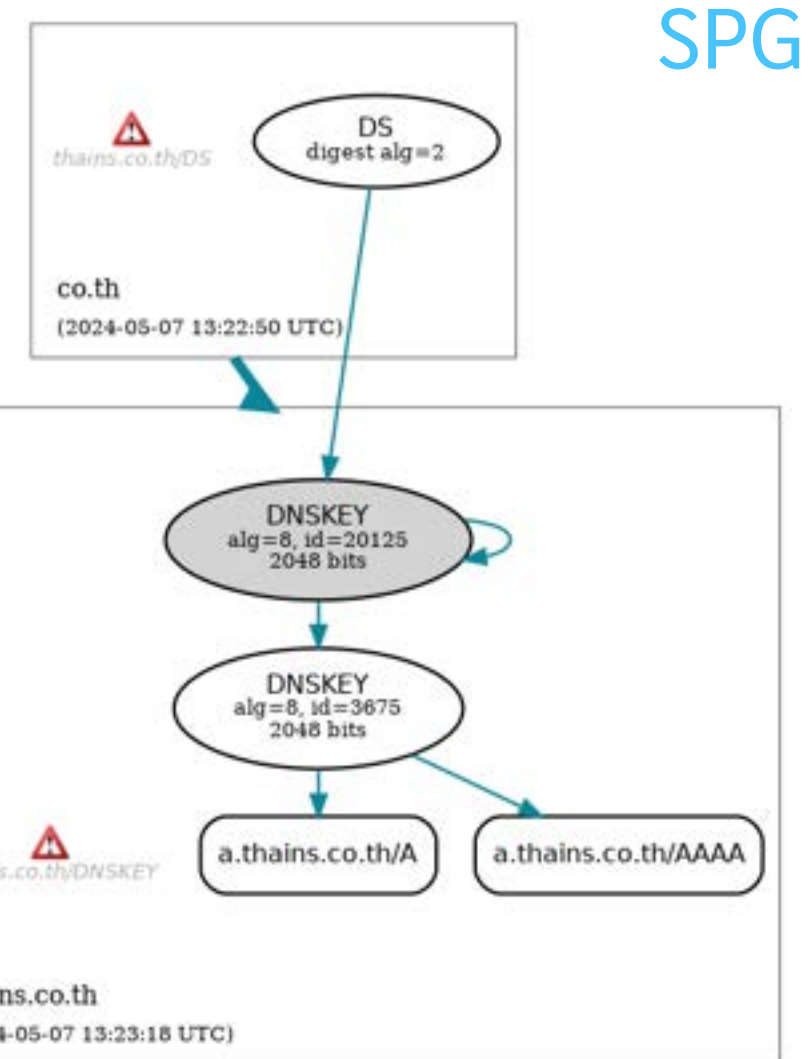 SPG
DS
digest alg=2
thains.co.th/DS
co.th
(2024-05-07 13:22:50 UTC)
DNSKEY
alg=8, id=20125
2048 bits
DNSKEY
alg=8, id=3675
2048 bits
a.thains.co.th/A
a.thains.co.th/AAAA
s.co.th/DNSKEY
ns.co.th
4-05-07 13:23:18 UTC)